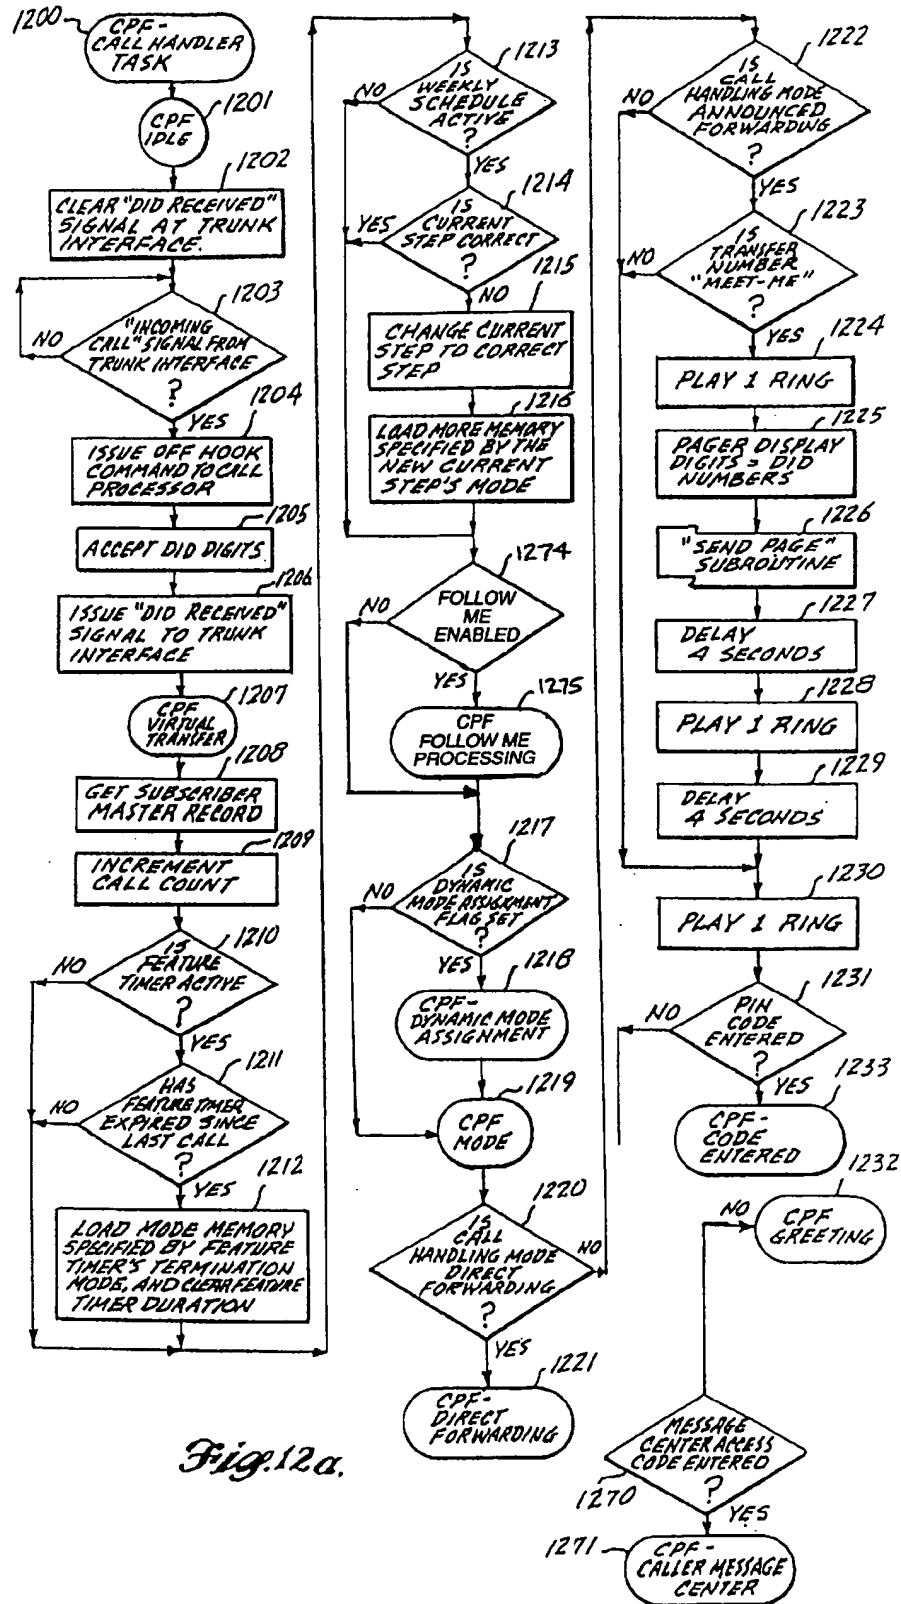 1200
CPF-
CALL HANDLER
TASK
1201
CPF
IDLE
1202
CLEAR "DID RECEIVED"
SIGNAL AT TRUNK
INTERFACE.
1203
"INCOMING
CALL" SIGNAL FROM
TRUNK INTERFACE
?
NO
YES
1204
ISSUE OFF HOOK
COMMAND TO CALL
PROCESSOR
1205
ACCEPT DID DIGITS
1206
ISSUE "DID RECEIVED"
SIGNAL TO TRUNK
INTERFACE
1207
CPF
VIRTUAL
TRANSFER
1208
GET SUBSCRIBER
MASTER RECORD
1209
INCREMENT
CALL COUNT
1210
IS
FEATURE
TIMER ACTIVE
?
NO
YES
1211
HAS
FEATURE TIMER
EXPIRED SINCE
LAST CALL
?
NO
YES
1212
LOAD MODE MEMORY
SPECIFIED BY FEATURE
TIMER'S TERMINATION
MODE, AND CLEAR FEATURE
TIMER DURATION
1213
IS
WEEKLY
SCHEDULE
ACTIVE
?
NO
YES
1214
IS
CURRENT
STEP CORRECT
?
YES
NO
1215
CHANGE CURRENT
STEP TO CORRECT
STEP
1216
LOAD MORE MEMORY
SPECIFIED BY THE
NEW CURRENT
STEP'S MODE
1274
FOLLOW
ME
ENABLED
NO
YES
1275
CPF
FOLLOW ME
PROCESSING
1217
IS
DYNAMIC
MODE ASSIGNMENT
FLAG SET
?
NO
YES
1218
CPF-
DYNAMIC MODE
ASSIGNMENT
1219
CPF
MODE
1220
IS
CALL
HANDLING MODE
DIRECT
FORWARDING
?
NO
YES
1221
CPF-
DIRECT
FORWARDING
1222
IS
CALL
HANDLING MODE
ANNOUNCED
FORWARDING
?
NO
YES
1223
IS
TRANSFER
NUMBER
"MEET-ME"
?
NO
YES
1224
PLAY 1 RING
1225
PAGER DISPLAY
DIGITS = DID
NUMBERS
1226
"SEND PAGE"
SUBROUTINE
1227
DELAY
4 SECONDS
1228
PLAY 1 RING
1229
DELAY
4 SECONDS
1230
PLAY 1 RING
1231
PIN
CODE
ENTERED
?
NO
YES
1233
CPF-
CODE
ENTERED
1232
NO
CPF
GREETING
MESSAGE
CENTER ACCESS
CODE ENTERED
?
1270
YES
1271
CPF-
CALLER MESSAGE
CENTER
Fig. 12a.